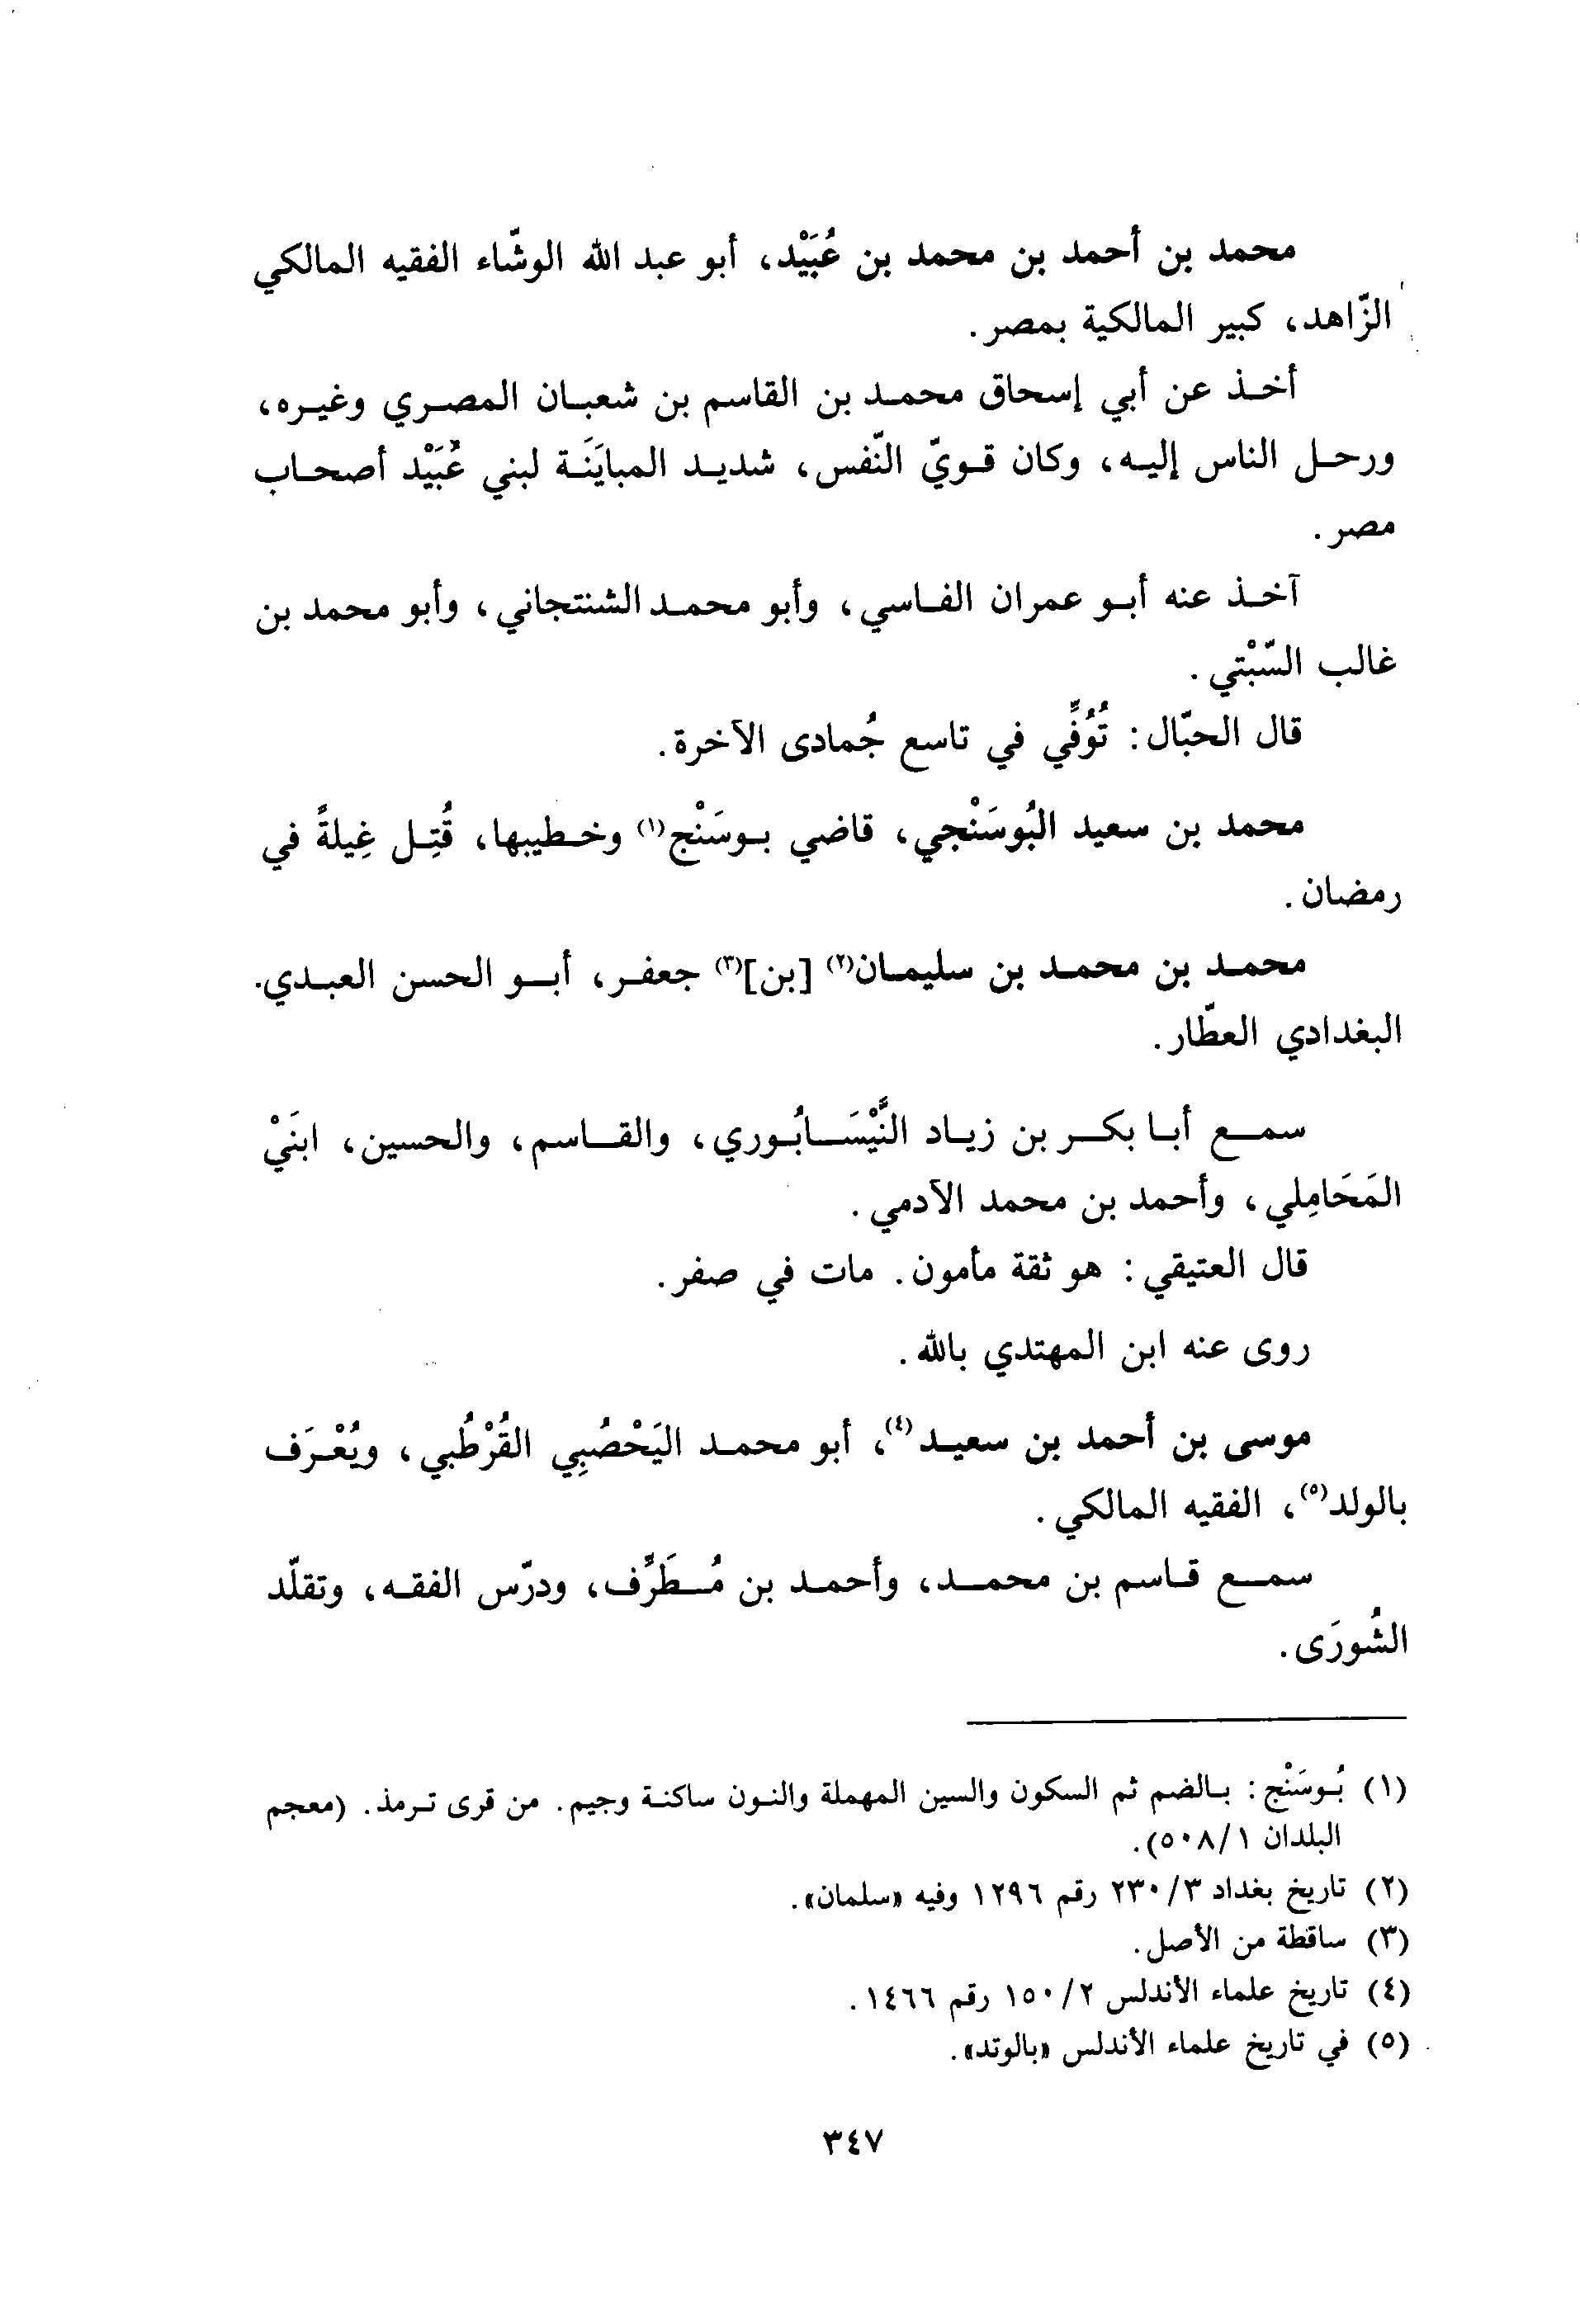 محمد بن أحمد بن محمد بن عُبَيْد، أبو عبد الله الوشّاء الفقيه المالكي
الزّاهد، كبير المالكية بمصر.
أخذ عن أبي إسحاق محمد بن القاسم بن شعبان المصري وغيره،
ورحل الناس إليه، وكان قويّ النّفس، شديد المبايَنَة لبني عُبَيْد أصحاب
مصر.
آخذ عنه أبو عمران الفاسي، وأبو محمد الشنتجاني، وأبو محمد بن
غالب السّبْتي.
قال الحبّال: تُوُفِّي في تاسع جُمادى الآخرة.
محمد بن سعيد البُوسَنْجي، قاضي بوسَنْج(١) وخطيبها، قُتِل غِيلةً في
رمضان.
محمد بن محمد بن سليمان(٢) [بن](٣) جعفر، أبو الحسن العبدي.
البغدادي العطّار.
سمع أبا بكر بن زياد النَّيْسَابُوري، والقاسم، والحسين، ابنَيْ
المَحَامِلي، وأحمد بن محمد الآدمي.
قال العتيقي: هو ثقة مأمون. مات في صفر.
روى عنه ابن المهتدي بالله.
موسى بن أحمد بن سعيد(٤)، أبو محمد اليَحْصُبِي القُرْطُبي، ويُعْرَف
بالولد(٥)، الفقيه المالكي.
سمع قاسم بن محمد، وأحمد بن مُطَرِّف، ودرّس الفقه، وتقلّد
الشُورَى.
(١) بُوسَنْج: بالضم ثم السكون والسين المهملة والنون ساكنة وجيم. من قرى ترمذ. (معجم
البلدان ٥٠٨/١).
(٢) تاريخ بغداد ٢٣٠/٣ رقم ١٢٩٦ وفيه «سلمان».
(٣) ساقطة من الأصل.
(٤) تاريخ علماء الأندلس ١٥٠/٢ رقم ١٤٦٦.
(٥) في تاريخ علماء الأندلس «بالوتد».
٣٤٧